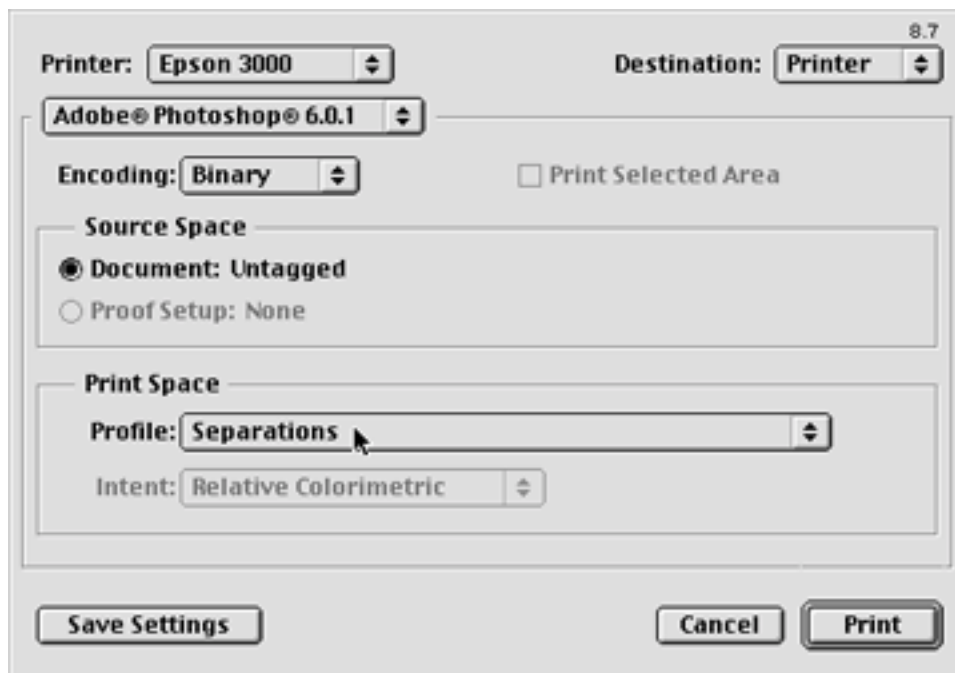 8.7
Printer: Epson 3000 Destination: Printer
Adobe® Photoshop® 6.0.1
Encoding: Binary Print Selected Area
Source Space
Document: Untagged
Proof Setup: None
Print Space
Profile: Separations
Intent: Relative Colorimetric
Save Settings Cancel Print